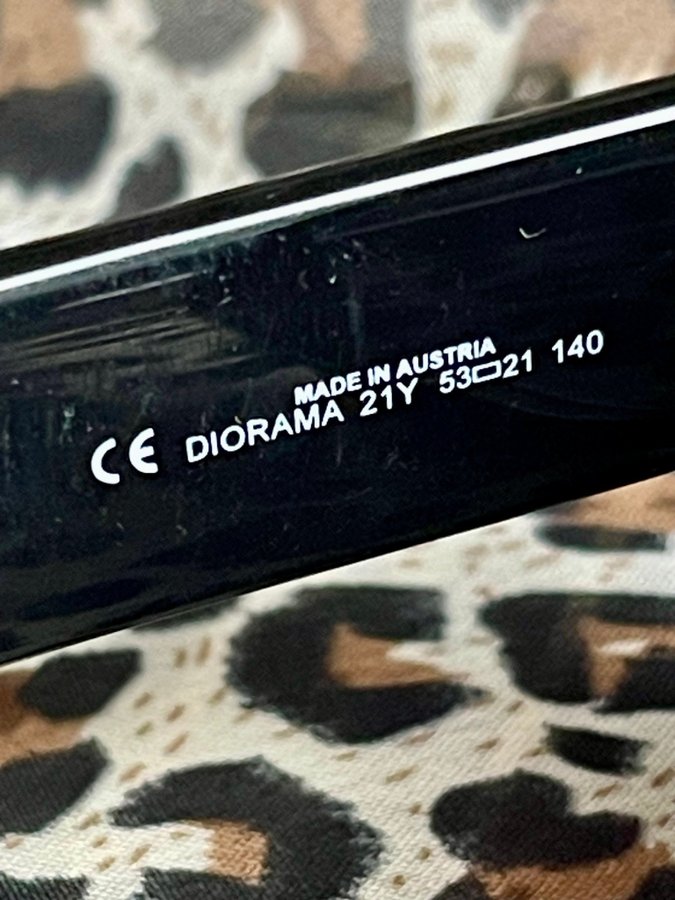 MADE IN AUSTRIA
CE DIORAMA 21Y 53▭21 140